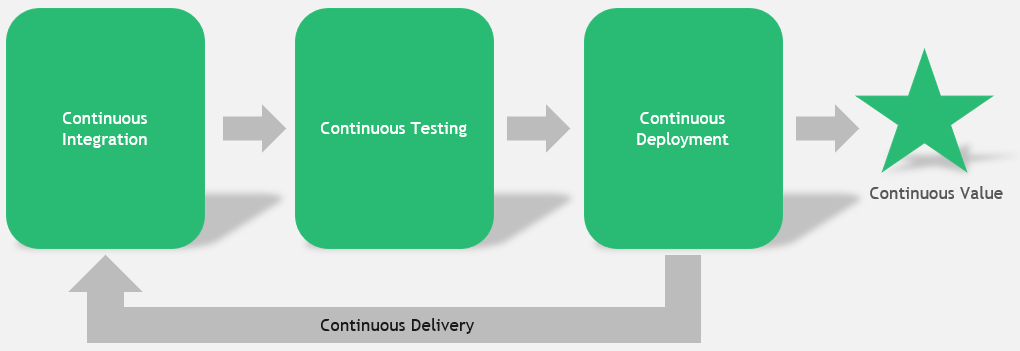 Continuous
Integration
Continuous Testing
Continuous
Deployment
Continuous Value
Continuous Delivery